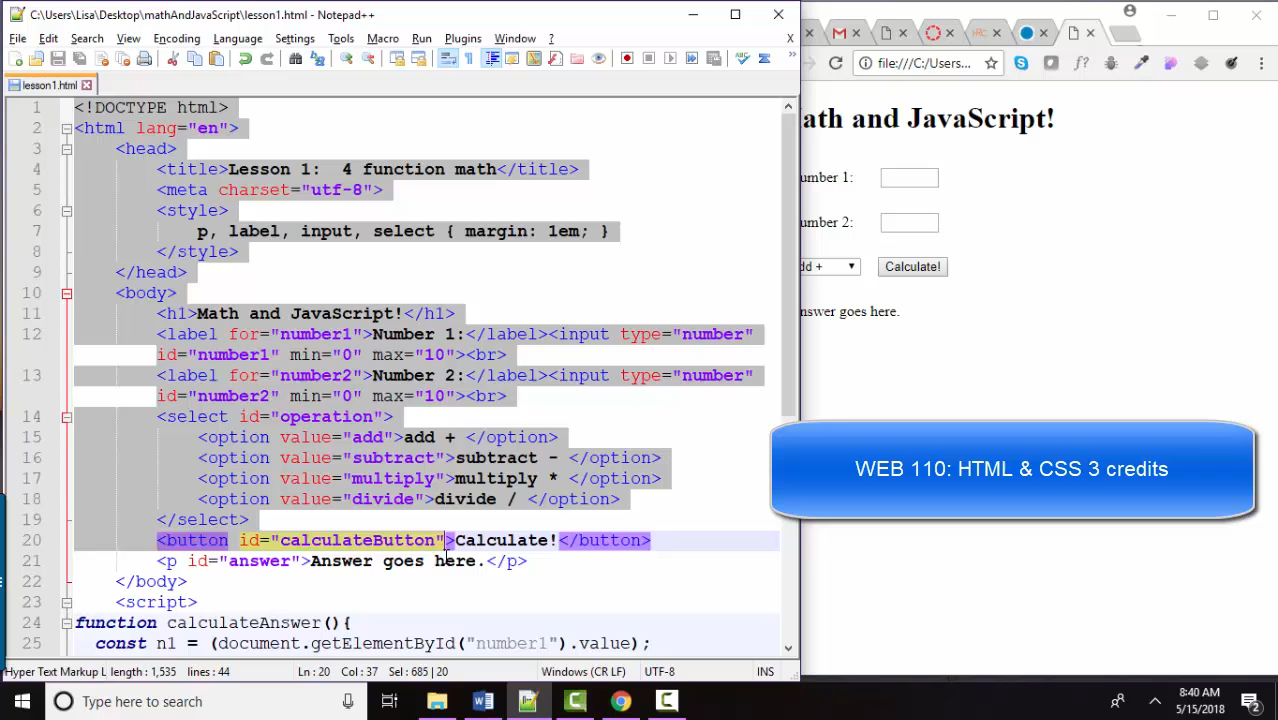 C:\Users\Lisa\Desktop\mathAndJavaScript\lesson1.html - Notepad++
File Edit Search View Encoding Language Settings Tools Macro Run Plugins Window ? X
lesson1.html
1 <!DOCTYPE html>
2 <html lang="en">
3 <head>
4 <title>Lesson 1:  4 function math</title>
5 <meta charset="utf-8">
6 <style>
7 p, label, input, select { margin: 1em; }
8 </style>
9 </head>
10 <body>
11 <h1>Math and JavaScript!</h1>
12 <label for="number1">Number 1:</label><input type="number"
id="number1" min="0" max="10"><br>
13 <label for="number2">Number 2:</label><input type="number"
id="number2" min="0" max="10"><br>
14 <select id="operation">
15 <option value="add">add + </option>
16 <option value="subtract">subtract - </option>
17 <option value="multiply">multiply * </option>
18 <option value="divide">divide / </option>
19 </select>
20 <button id="calculateButton">Calculate!</button>
21 <p id="answer">Answer goes here.</p>
22 </body>
23 <script>
24 function calculateAnswer(){
25 const n1 = (document.getElementById("number1").value);
Hyper Text Markup L length : 1,535 lines : 44 Ln : 20 Col : 37 Sel : 685 | 20 Windows (CR LF) UTF-8 INS
file:///C:/Users...
ath and JavaScript!
umber 1:
umber 2:
dd + Calculate!
nswer goes here.
WEB 110: HTML & CSS 3 credits
Type here to search
8:40 AM
5/15/2018
2